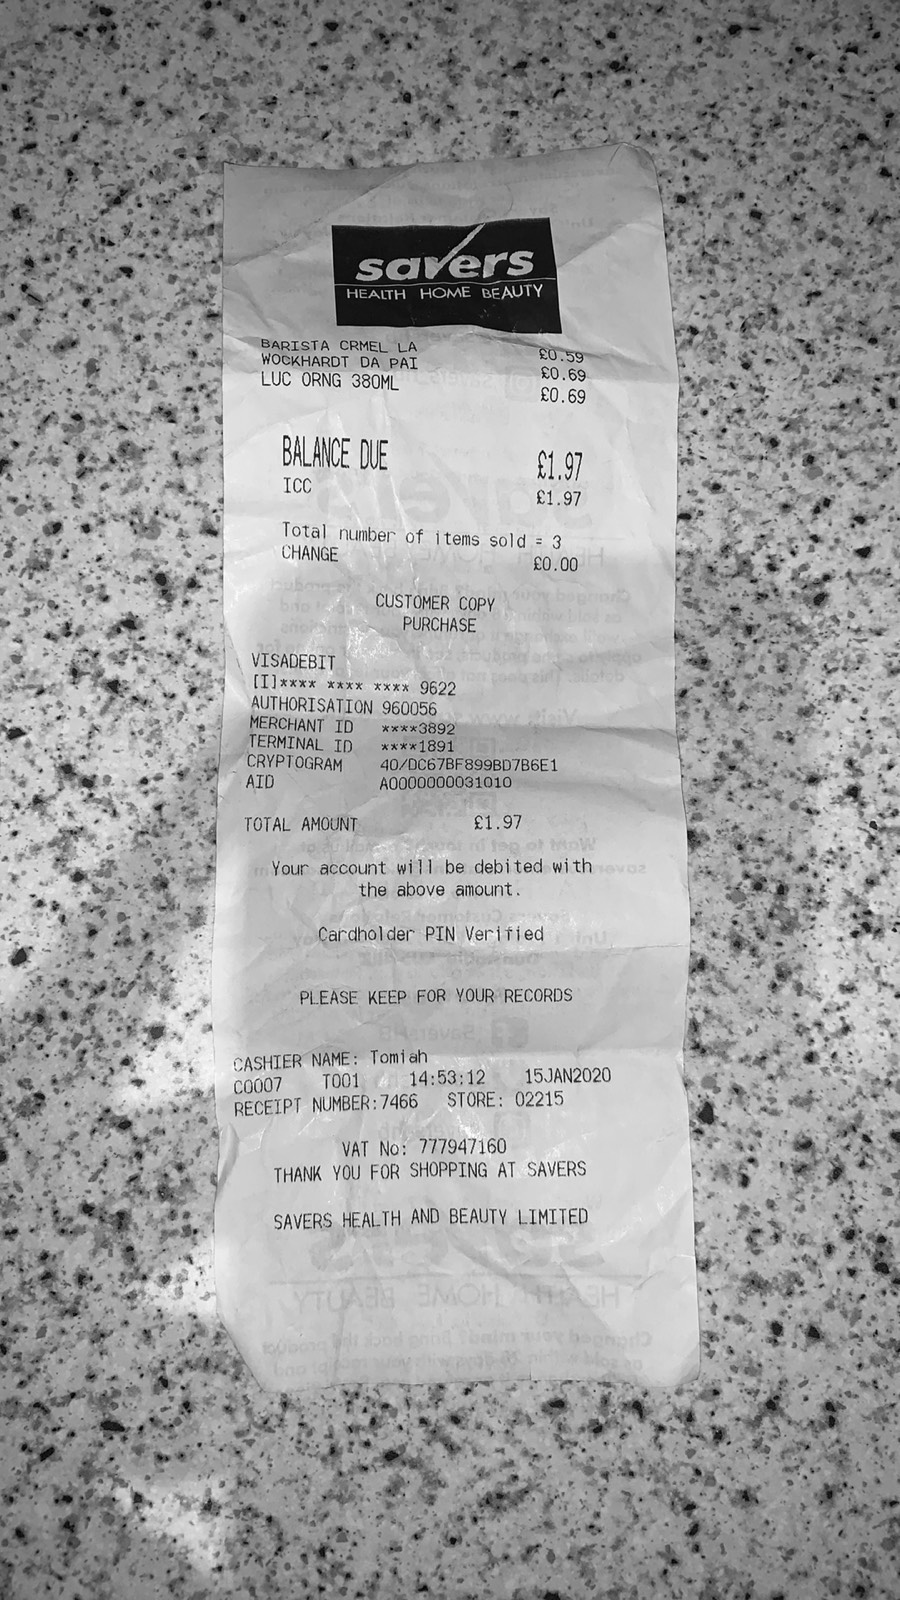 savers
HEALTH HOME BEAUTY
BARISTA CRMEL LA £0.59
WOCKHARDT DA PAI £0.69
LUC ORNG 380ML £0.69
BALANCE DUE £1.97
ICC £1.97
Total number of items sold = 3
CHANGE £0.00
CUSTOMER COPY
PURCHASE
VISADEBIT
[I]**** **** **** 9622
AUTHORISATION 960056
MERCHANT ID ****3892
TERMINAL ID ****1891
CRYPTOGRAM 40/DC67BF899BD7B6E1
AID A0000000031010
TOTAL AMOUNT £1.97
Your account will be debited with
the above amount.
Cardholder PIN Verified
PLEASE KEEP FOR YOUR RECORDS
CASHIER NAME: Tomiah
C0007 T001 14:53:12 15JAN2020
RECEIPT NUMBER:7466 STORE: 02215
VAT No: 777947160
THANK YOU FOR SHOPPING AT SAVERS
SAVERS HEALTH AND BEAUTY LIMITED